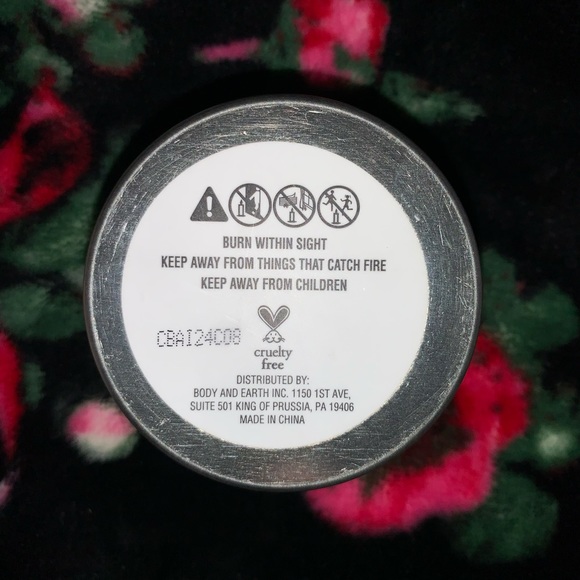 BURN WITHIN SIGHT
KEEP AWAY FROM THINGS THAT CATCH FIRE
KEEP AWAY FROM CHILDREN
CBAI24C08
cruelty
free
DISTRIBUTED BY:
BODY AND EARTH INC. 1150 1ST AVE,
SUITE 501 KING OF PRUSSIA, PA 19406
MADE IN CHINA